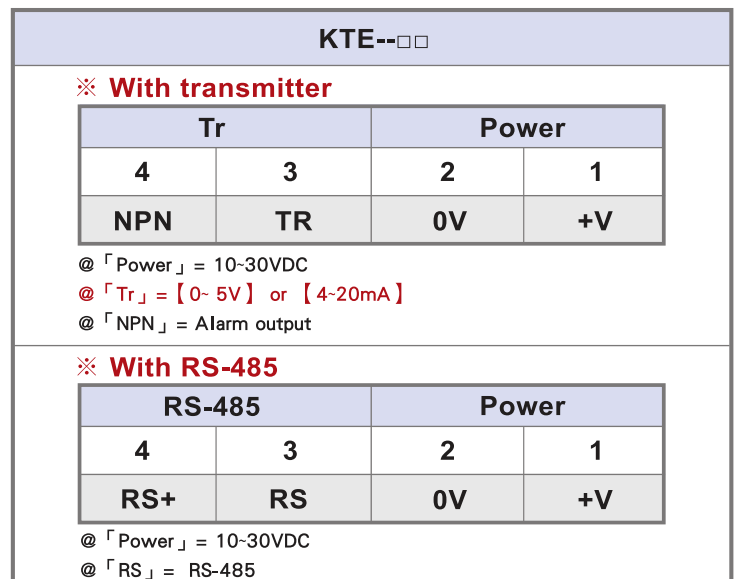 KTE--□□
※ With transmitter
Tr Power
4 3 2 1
NPN TR 0V +V
@「Power」= 10~30VDC
@「Tr」=【0~ 5V】 or 【4~20mA】
@「NPN」= Alarm output
※ With RS-485
RS-485 Power
4 3 2 1
RS+ RS 0V +V
@「Power」= 10~30VDC
@「RS」= RS-485